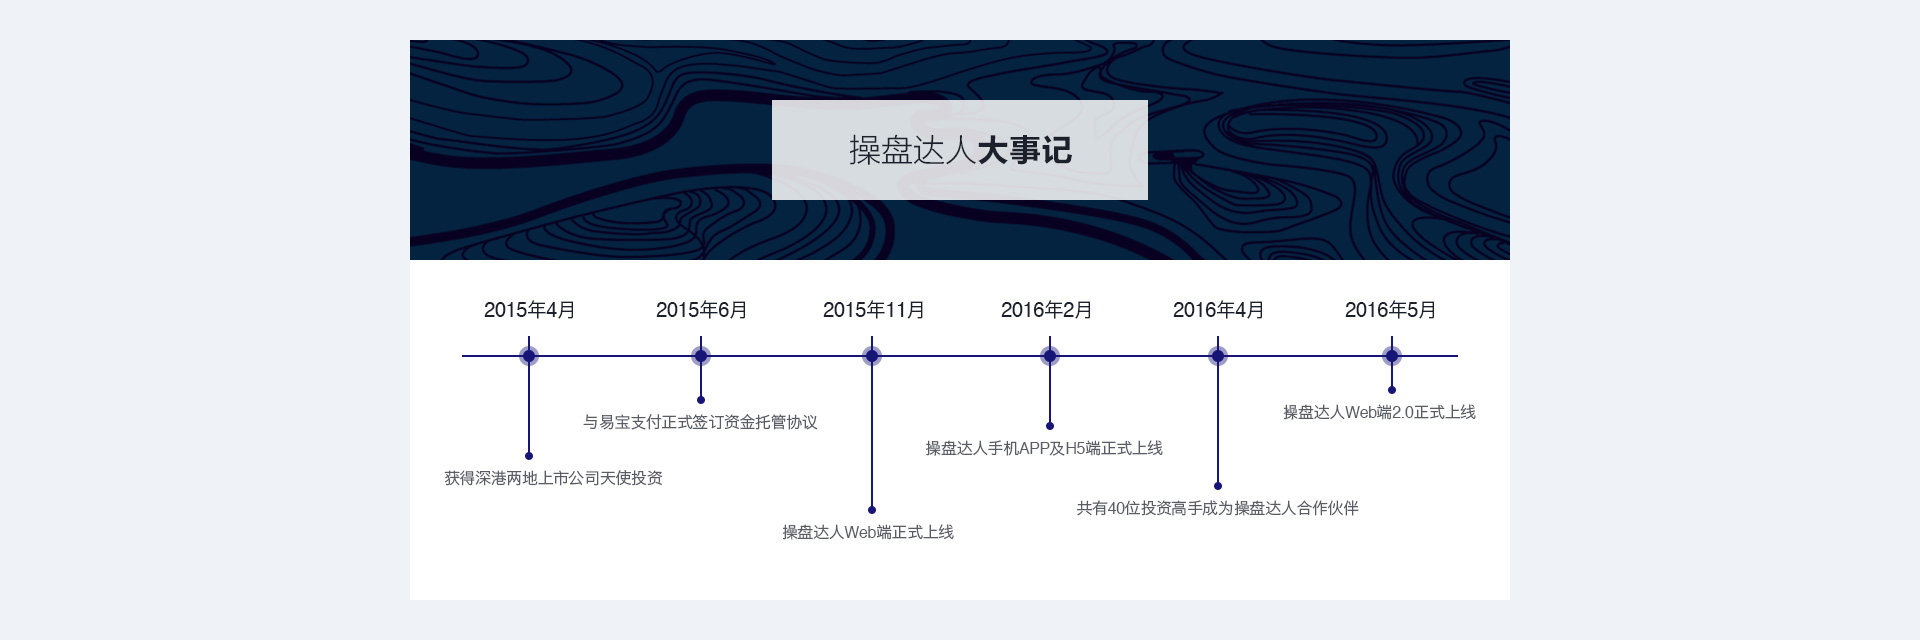 操盘达人大事记
2015年4月
2015年6月
2015年11月
2016年2月
2016年4月
2016年5月
操盘达人Web端2.0正式上线
与易宝支付正式签订资金托管协议
操盘达人手机APP及H5端正式上线
获得深港两地上市公司天使投资
共有40位投资高手成为操盘达人合作伙伴
操盘达人Web端正式上线